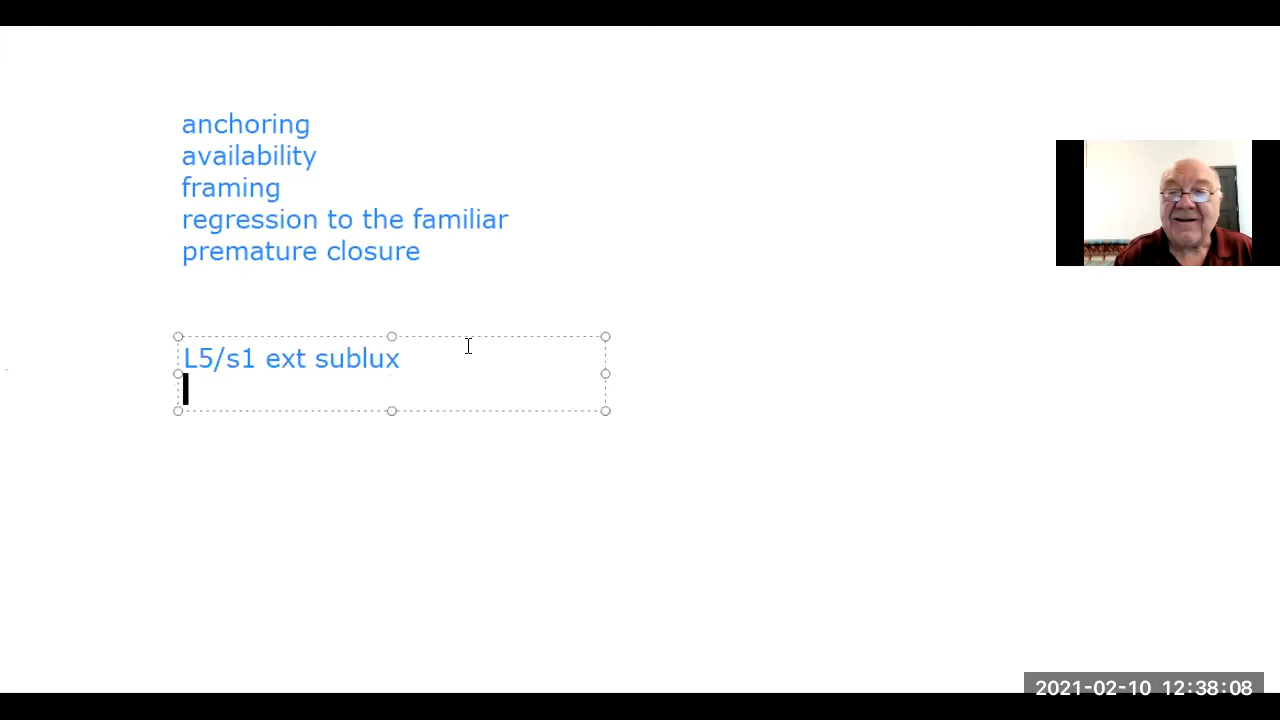 anchoring
availability
framing
regression to the familiar
premature closure
L5/s1 ext sublux
2021-02-10 12:38:08